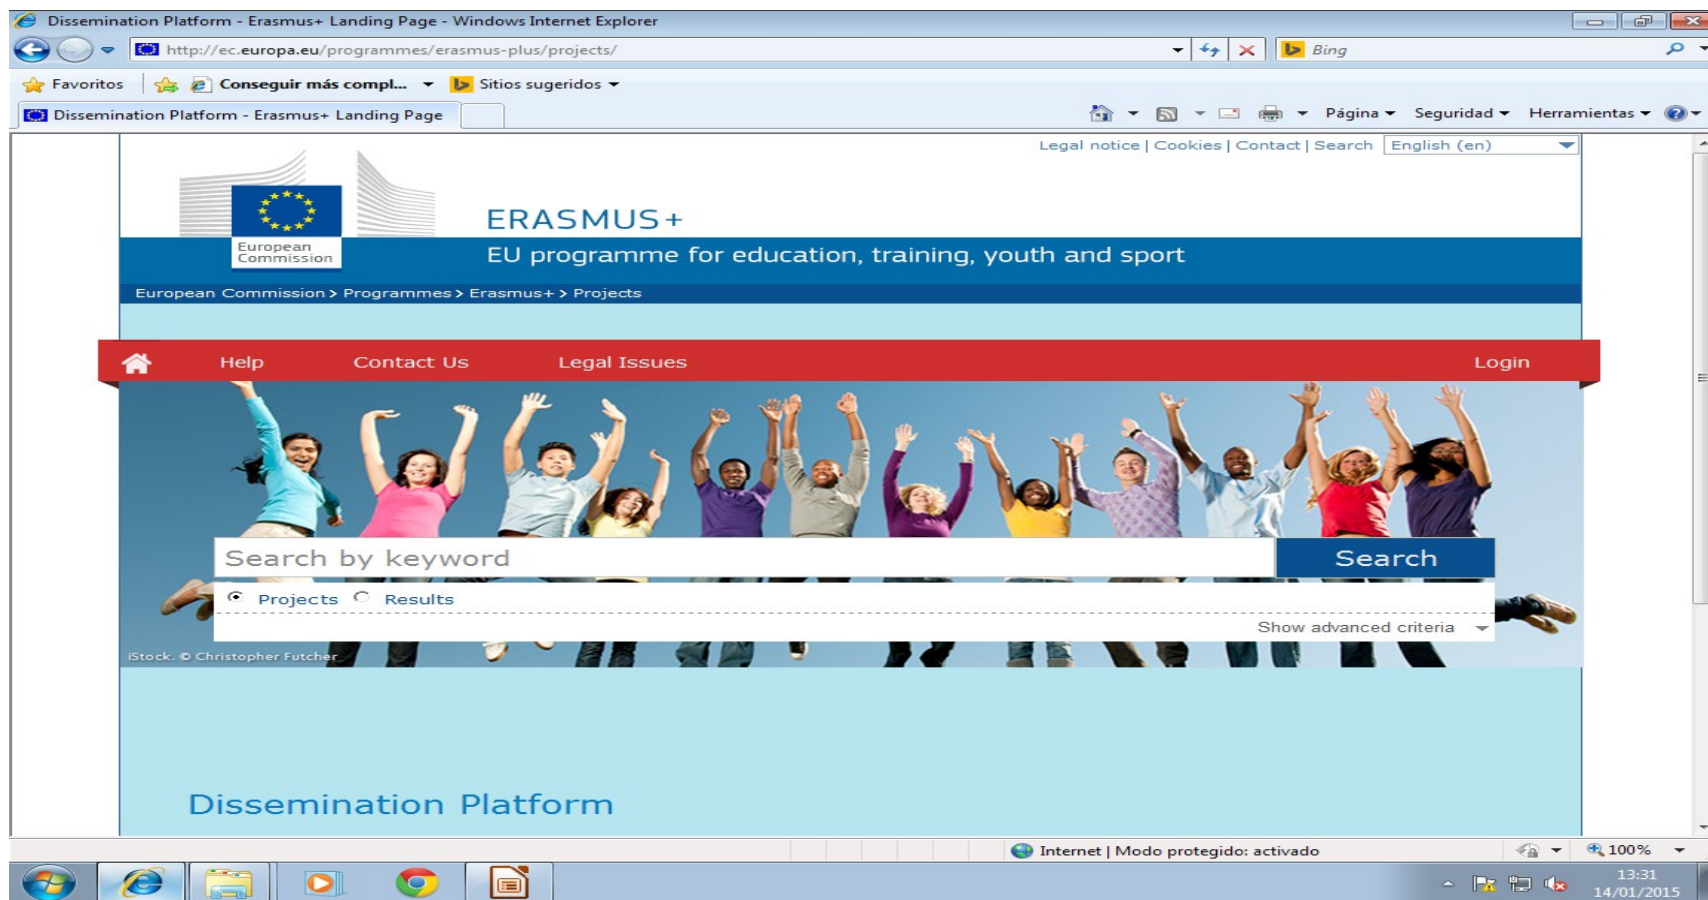 Dissemination Platform - Erasmus+ Landing Page - Windows Internet Explorer
http://ec.europa.eu/programmes/erasmus-plus/projects/
Bing
Favoritos
Conseguir más compl...
Sitios sugeridos
Dissemination Platform - Erasmus+ Landing Page
Página
Seguridad
Herramientas
Legal notice | Cookies | Contact | Search
English (en)
European
Commission
ERASMUS+
EU programme for education, training, youth and sport
European Commission > Programmes > Erasmus+ > Projects
Help
Contact Us
Legal Issues
Login
Search by keyword
Search
Projects
Results
Show advanced criteria
iStock. © Christopher Futcher
Dissemination Platform
Internet | Modo protegido: activado
100%
13:31
14/01/2015